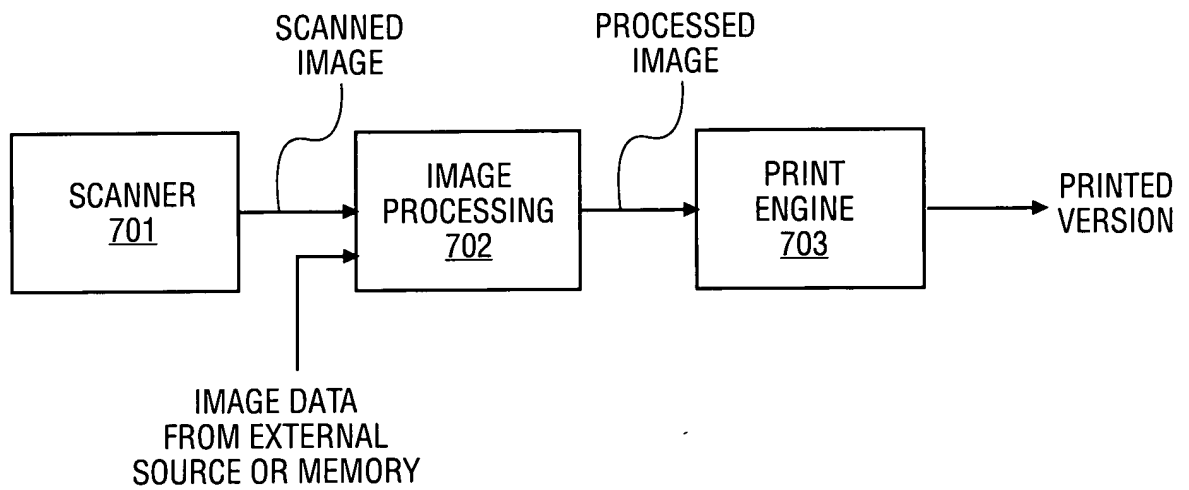 SCANNED
IMAGE
PROCESSED
IMAGE
SCANNER
701
IMAGE
PROCESSING
702
PRINT
ENGINE
703
PRINTED
VERSION
IMAGE DATA
FROM EXTERNAL
SOURCE OR MEMORY